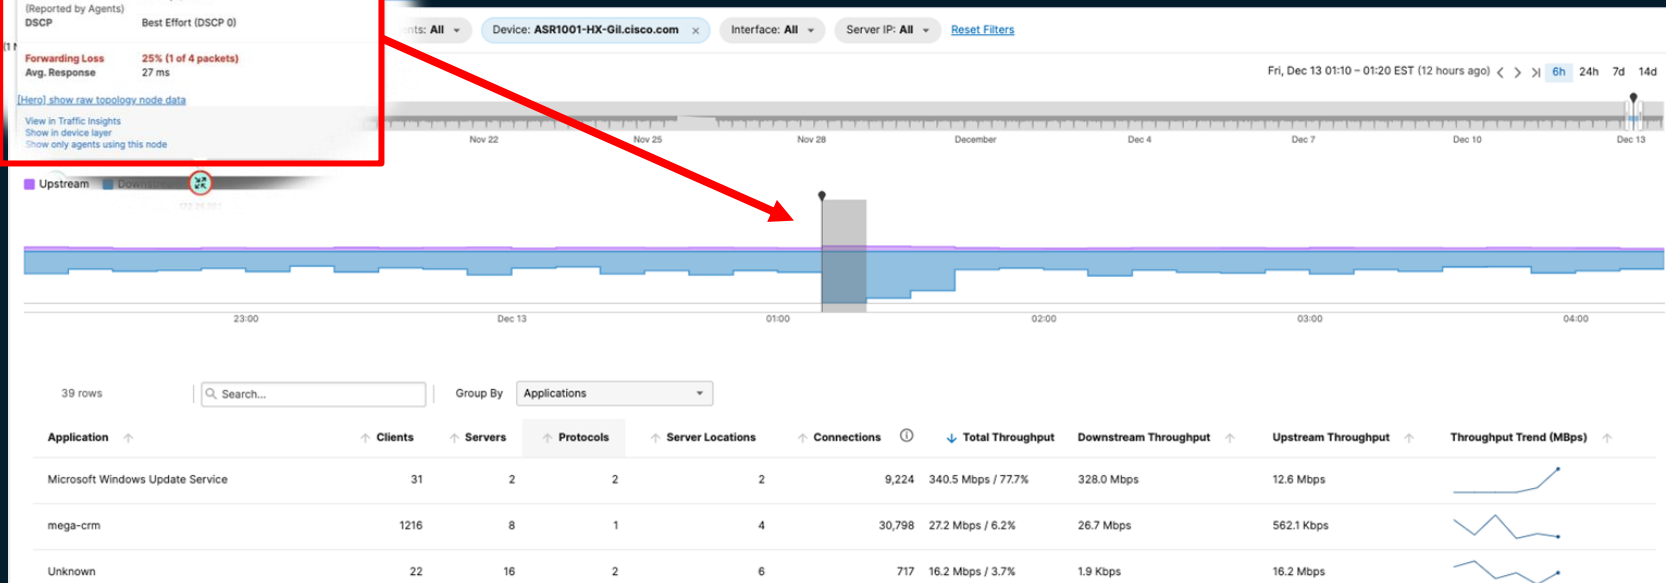 (Reported by Agents)
DSCP Best Effort (DSCP 0)
Forwarding Loss 25% (1 of 4 packets)
Avg. Response 27 ms
[Hero] show raw topology node data
View in Traffic Insights
Show in device layer
Show only agents using this node
nts: All Device: ASR1001-HX-Gil.cisco.com × Interface: All Server IP: All Reset Filters
Fri, Dec 13 01:10 – 01:20 EST (12 hours ago) 6h 24h 7d 14d
Nov 22 Nov 25 Nov 28 December Dec 4 Dec 7 Dec 10 Dec 13
Upstream Downst
23:00 Dec 13 01:00 02:00 03:00 04:00
39 rows Search... Group By Applications
Application Clients Servers Protocols Server Locations Connections Total Throughput Downstream Throughput Upstream Throughput Throughput Trend (MBps)
Microsoft Windows Update Service 31 2 2 2 9,224 340.5 Mbps / 77.7% 328.0 Mbps 12.6 Mbps
mega-crm 1216 8 1 4 30,798 27.2 Mbps / 6.2% 26.7 Mbps 562.1 Kbps
Unknown 22 16 2 6 717 16.2 Mbps / 3.7% 1.9 Kbps 16.2 Mbps